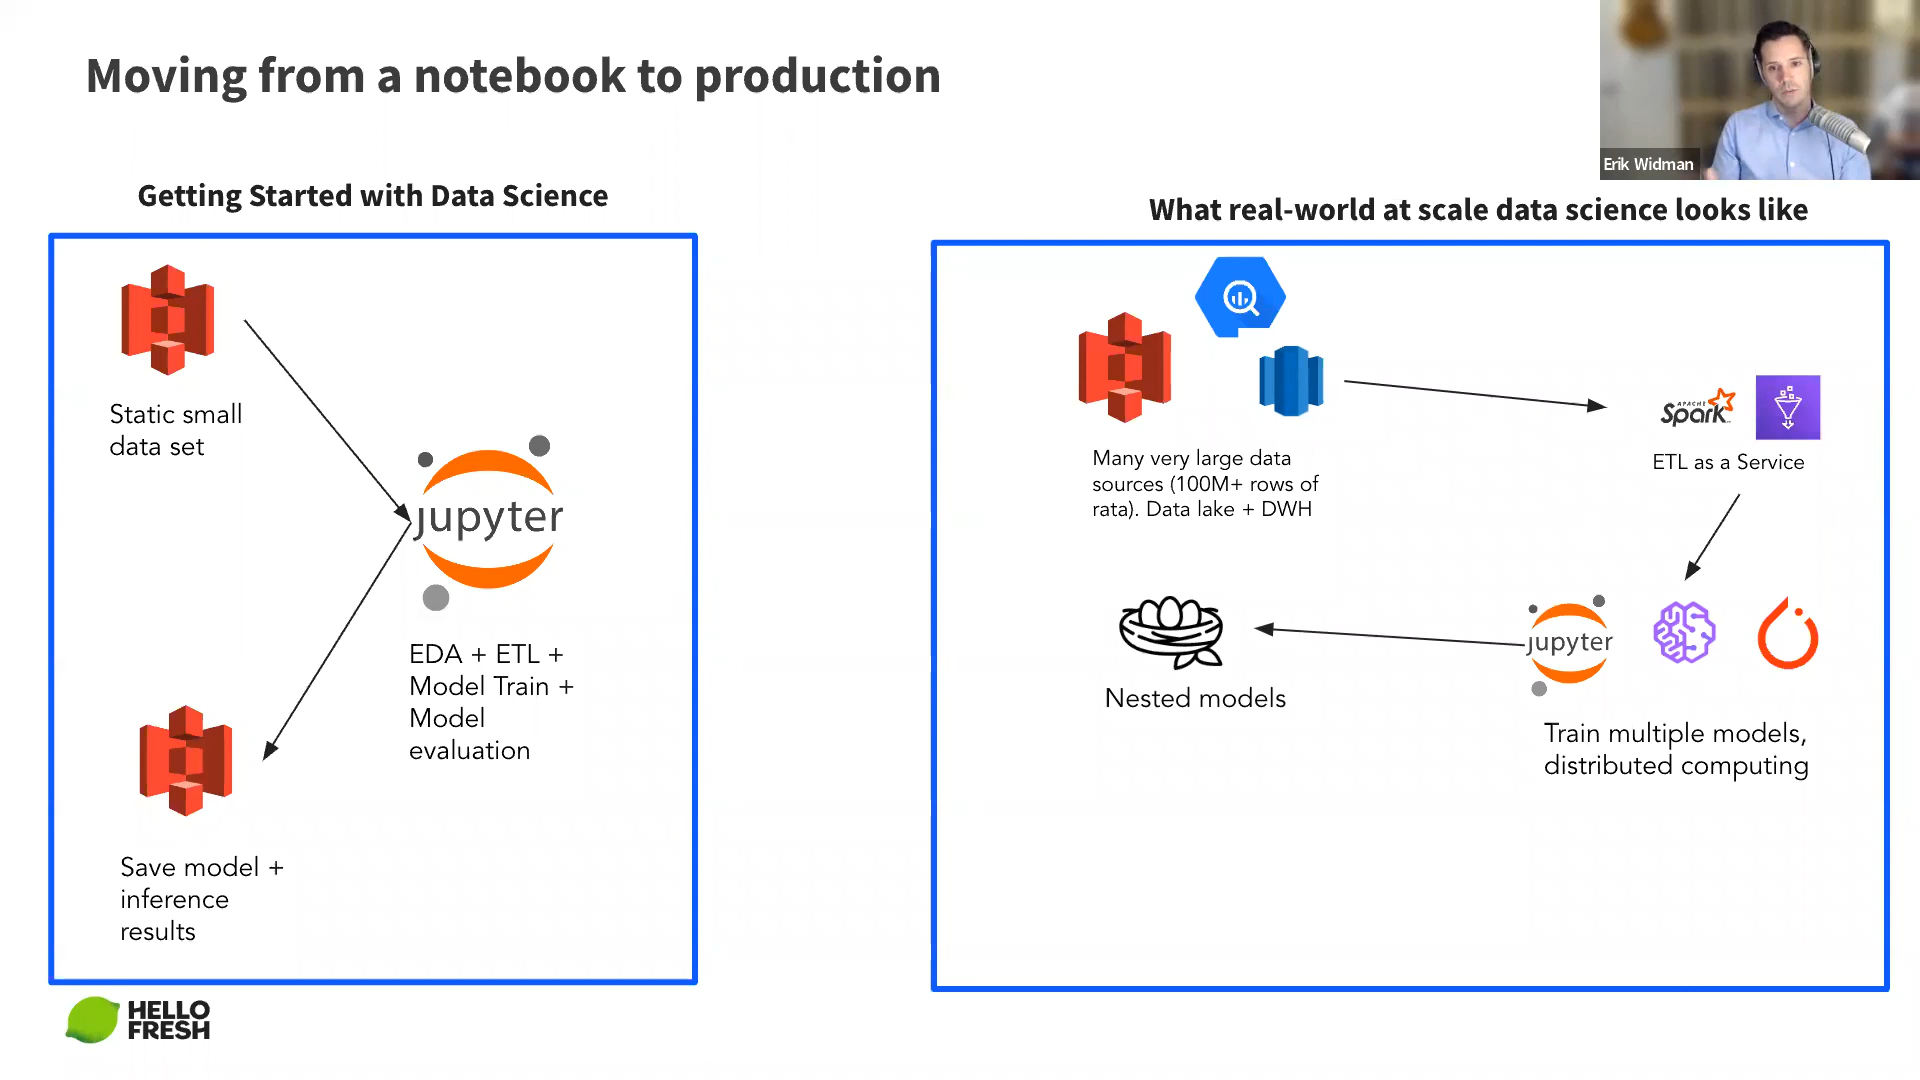 Moving from a notebook to production
Erik Widman
Getting Started with Data Science
Static small
data set
jupyter
EDA + ETL +
Model Train +
Model
evaluation
Save model +
inference
results
What real-world at scale data science looks like
Many very large data
sources (100M+ rows of
rata). Data lake + DWH
APACHE
Spark
ETL as a Service
jupyter
Train multiple models,
distributed computing
Nested models
HELLO
FRESH